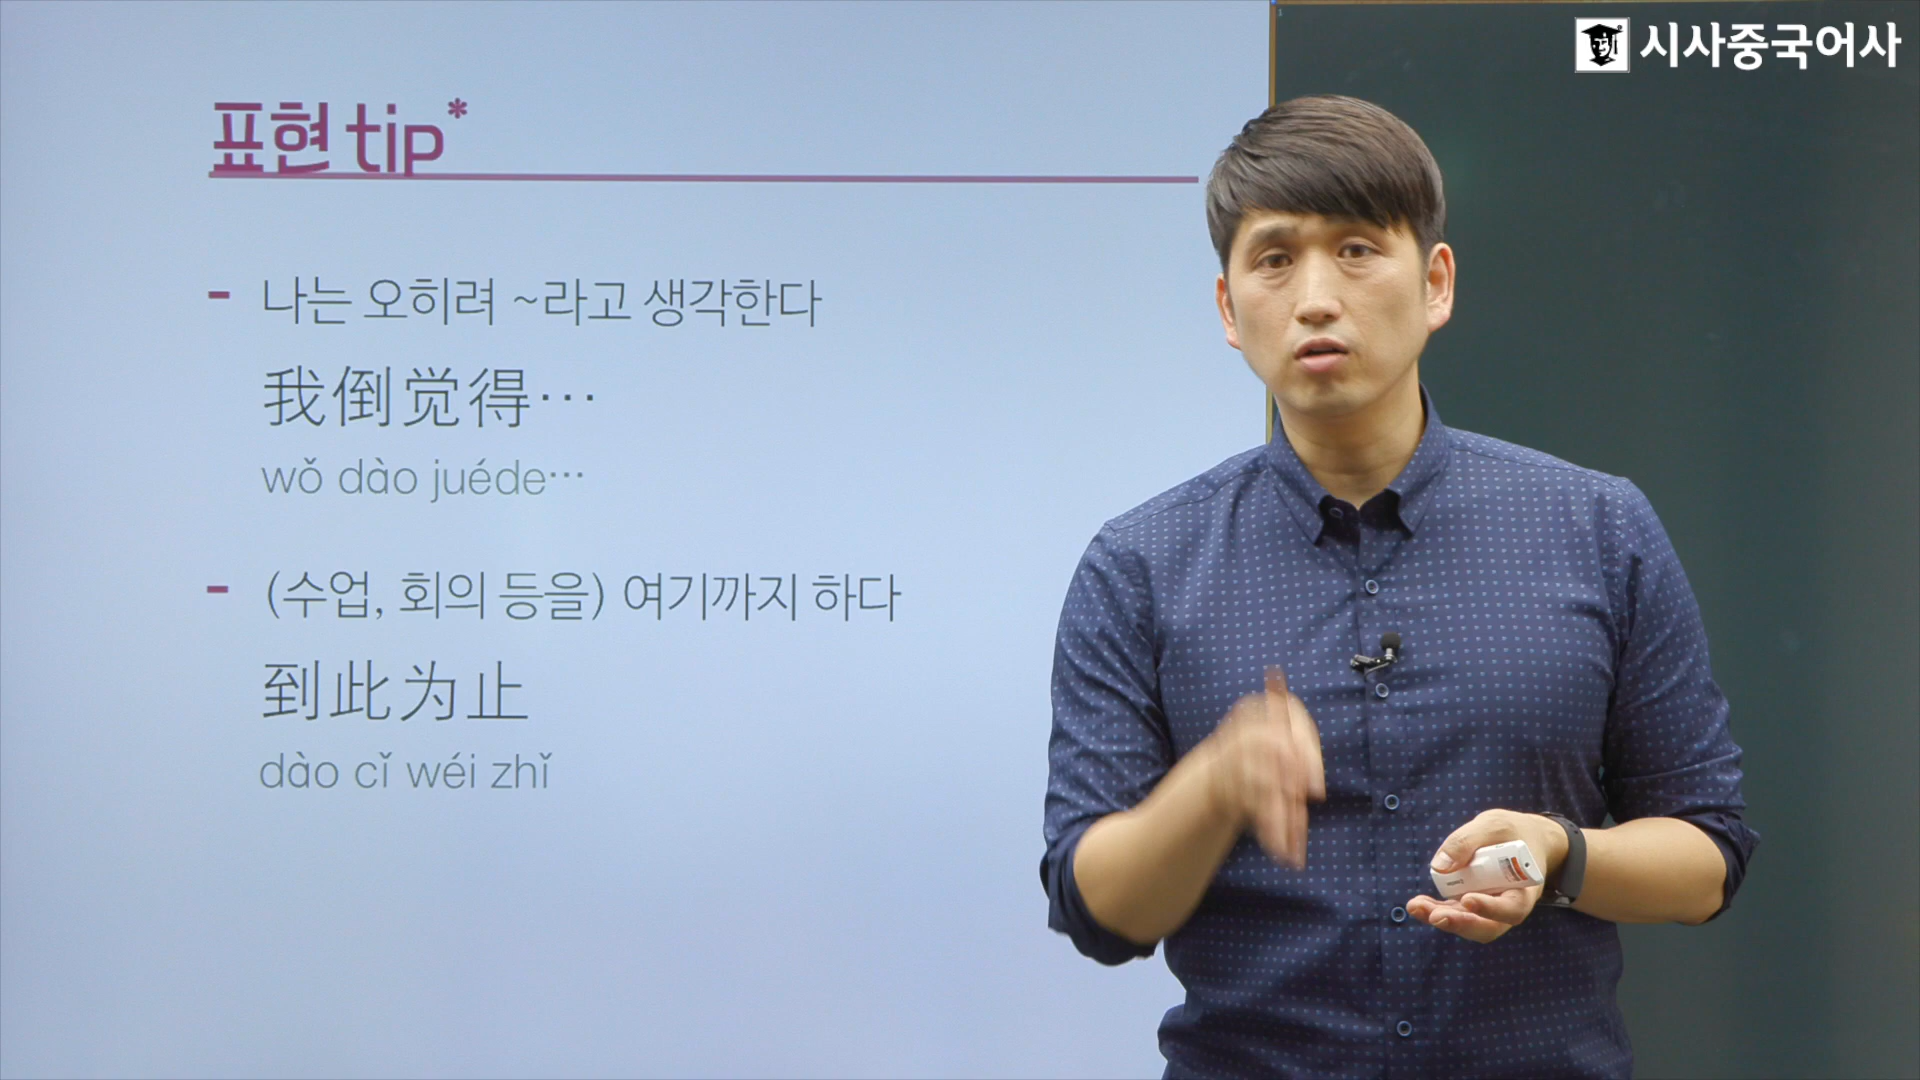 시사중국어사
표현 tip*
- 나는 오히려 ~라고 생각한다
我倒觉得…
wǒ dào juéde…
- (수업, 회의 등을) 여기까지 하다
到此为止
dào cǐ wéi zhǐ